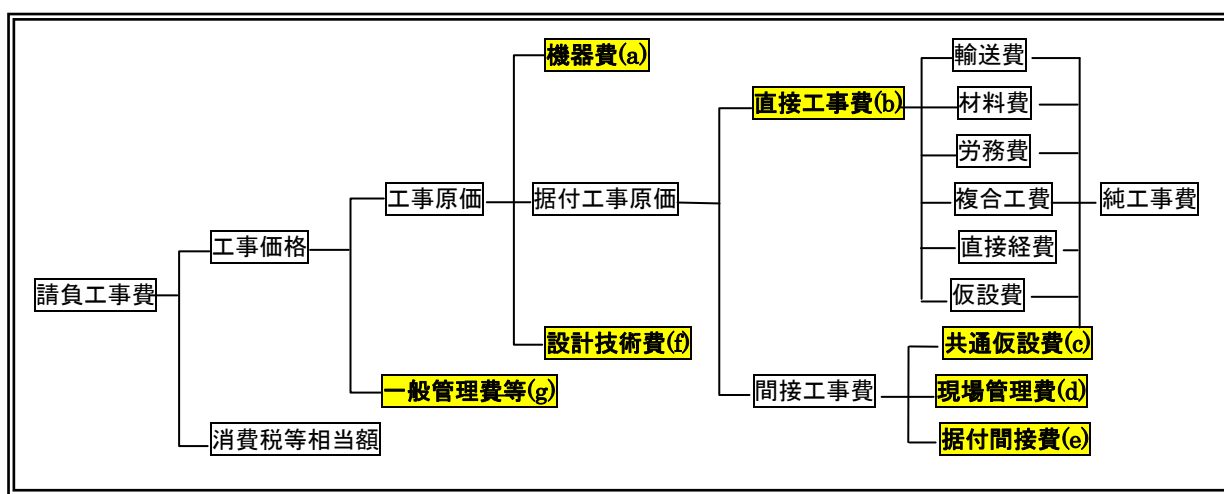 機器費(a)
輸送費
直接工事費(b)
材料費
労務費
工事原価
据付工事原価
複合工費
純工事費
工事価格
直接経費
請負工事費
仮設費
設計技術費(f)
共通仮設費(c)
一般管理費等(g)
間接工事費
現場管理費(d)
消費税等相当額
据付間接費(e)